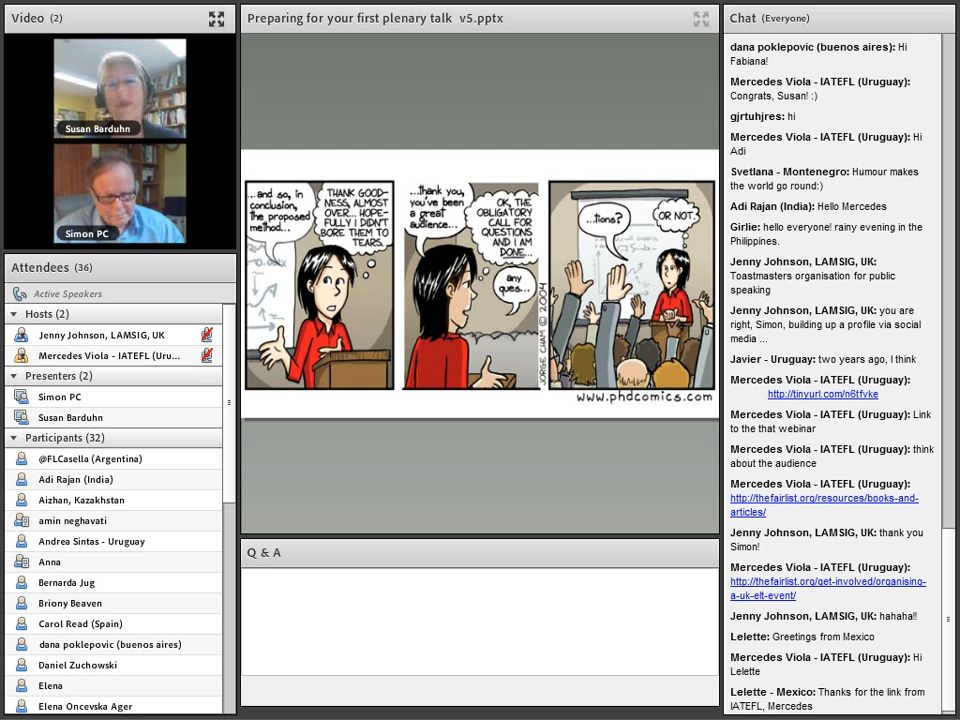 Video (2)
Susan Barduhn
Simon PC
Attendees (36)
Active Speakers
Hosts (2)
Jenny Johnson, LAMSIG, UK
Mercedes Viola - IATEFL (Uru...
Presenters (2)
Simon PC
Susan Barduhn
Participants (32)
@FLCasella (Argentina)
Adi Rajan (India)
Aizhan, Kazakhstan
amin neghavati
Andrea Sintas - Uruguay
Anna
Bernarda Jug
Briony Beaven
Carol Read (Spain)
dana poklepovic (buenos aires)
Daniel Zuchowski
Elena
Elena Oncevska Ager
Preparing for your first plenary talk v5.pptx
...and so, in
conclusion,
the proposed
method...
THANK GOOD-
NESS, ALMOST
OVER... HOPE-
FULLY I DIDN'T
BORE THEM TO
TEARS.
...thank you,
you've been
a great
audience...
OK, THE
OBLIGATORY
CALL FOR
QUESTIONS
AND I AM
DONE...
any
ques...
JORGE CHAM © 2004
...tions?
OR NOT.
www.phdcomics.com
Q & A
Chat (Everyone)
dana poklepovic (buenos aires): Hi
Fabiana!
Mercedes Viola - IATEFL (Uruguay):
Congrats, Susan! :)
gjrtuhjres: hi
Mercedes Viola - IATEFL (Uruguay): Hi
Adi
Svetlana - Montenegro: Humour makes
the world go round:)
Adi Rajan (India): Hello Mercedes
Girlie: hello everyone! rainy evening in the
Philippines.
Jenny Johnson, LAMSIG, UK:
Toastmasters organisation for public
speaking
Jenny Johnson, LAMSIG, UK: you are
right, Simon, building up a profile via social
media ...
Javier - Uruguay: two years ago, I think
Mercedes Viola - IATEFL (Uruguay):
http://tinyurl.com/n6tfvke
Mercedes Viola - IATEFL (Uruguay): Link
to the that webinar
Mercedes Viola - IATEFL (Uruguay): think
about the audience
Mercedes Viola - IATEFL (Uruguay):
http://thefairlist.org/resources/books-and-
articles/
Jenny Johnson, LAMSIG, UK: thank you
Simon!
Mercedes Viola - IATEFL (Uruguay):
http://thefairlist.org/get-involved/organising-
a-uk-elt-event/
Jenny Johnson, LAMSIG, UK: hahaha!!
Lelette: Greetings from Mexico
Mercedes Viola - IATEFL (Uruguay): Hi
Lelette
Lelette - Mexico: Thanks for the link from
IATEFL, Mercedes